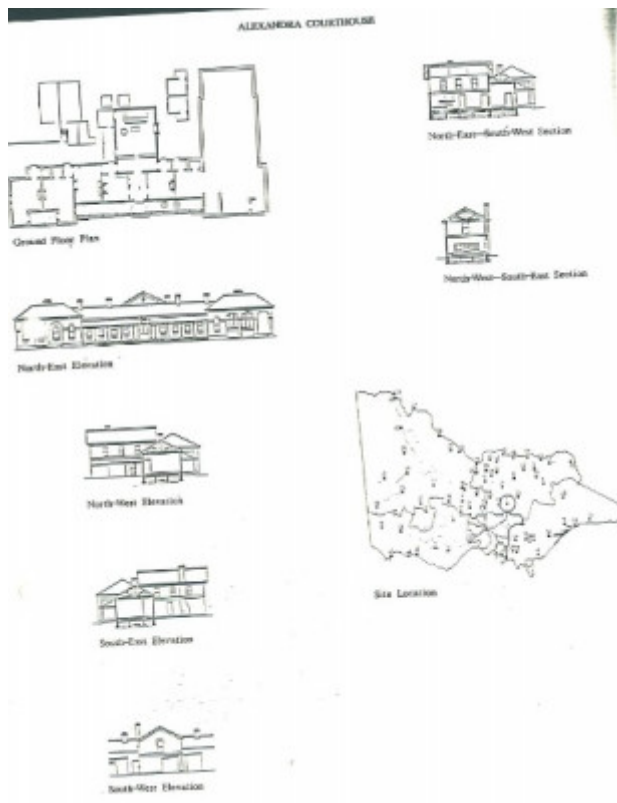 ALEXANDRA COURTHOUSE
Ground Floor Plan
North-East Elevation
North-West Elevation
South-East Elevation
South-West Elevation
North-East—South-West Section
North-West—South-East Section
Site Location